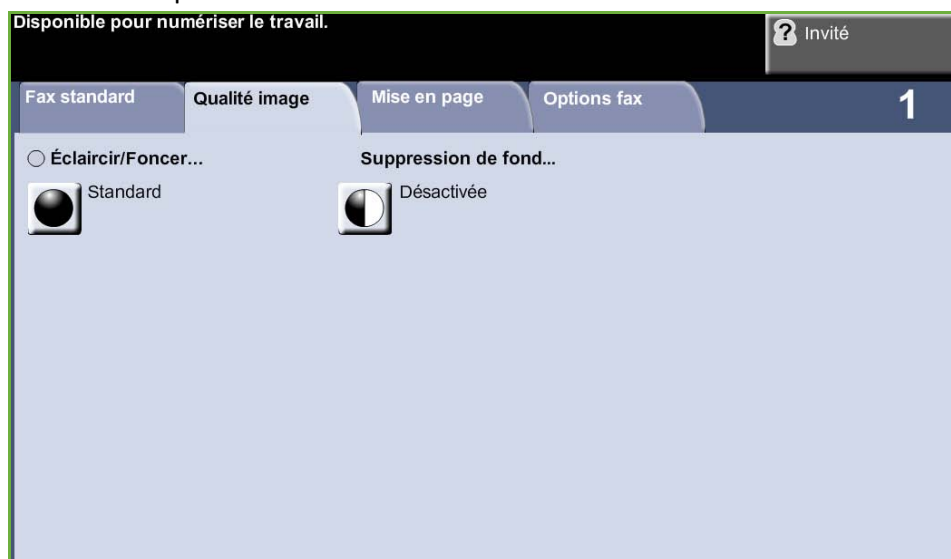 Disponible pour numériser le travail.
? Invité
Fax standard
Qualité image
Mise en page
Options fax
1
Éclaircir/Foncer...
Suppression de fond...
Standard
Désactivée